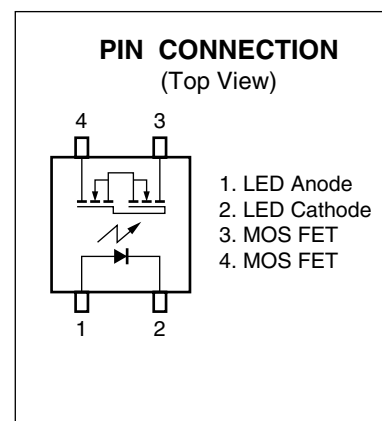 PIN CONNECTION
(Top View)
4 3
1. LED Anode
2. LED Cathode
3. MOS FET
4. MOS FET
1 2